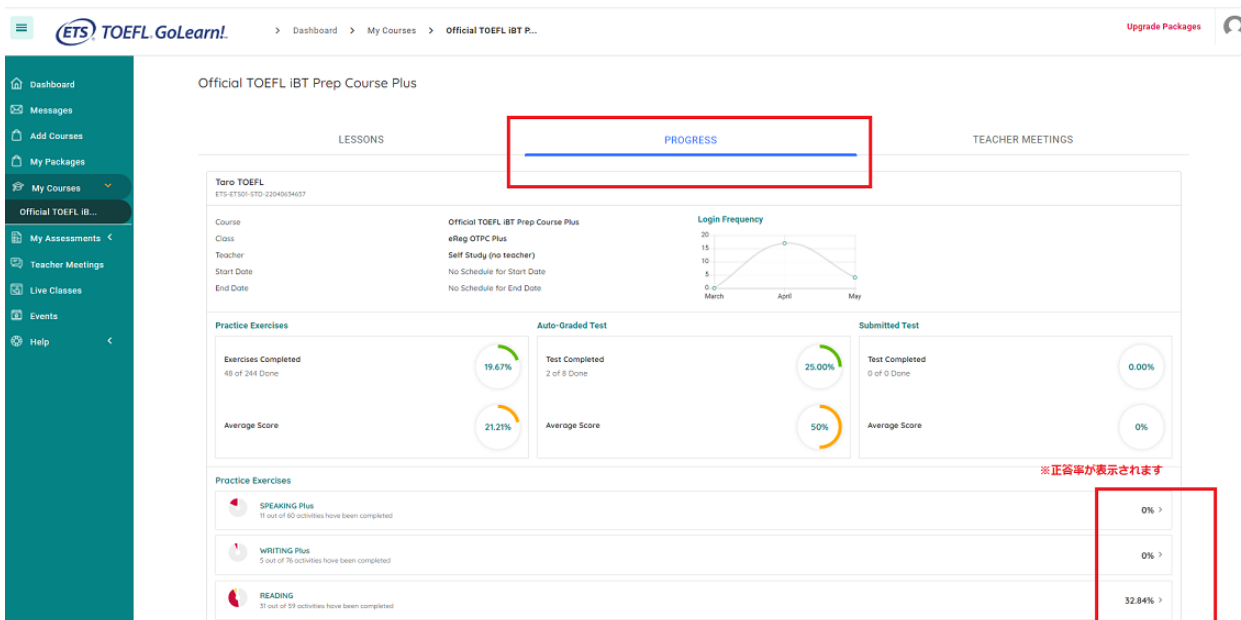 ETS TOEFL GoLearn!.
> Dashboard > My Courses > Official TOEFL iBT P...
Upgrade Packages
Dashboard
Messages
Add Courses
My Packages
My Courses
Official TOEFL iB...
My Assessments
Teacher Meetings
Live Classes
Events
Help
Official TOEFL iBT Prep Course Plus
LESSONS
PROGRESS
TEACHER MEETINGS
Taro TOEFL
ETS-ETS01-STD-22040634657
Course Official TOEFL iBT Prep Course Plus
Class eReg OTPC Plus
Teacher Self Study (no teacher)
Start Date No Schedule for Start Date
End Date No Schedule for End Date
Login Frequency
20
15
10
5
0
March April May
Practice Exercises
Exercises Completed
48 of 244 Done
19.67%
Average Score
21.21%
Auto-Graded Test
Test Completed
2 of 8 Done
25.00%
Average Score
50%
Submitted Test
Test Completed
0 of 0 Done
0.00%
Average Score
0%
※正答率が表示されます
Practice Exercises
SPEAKING Plus
11 out of 60 activities have been completed
0% >
WRITING Plus
5 out of 76 activities have been completed
0% >
READING
31 out of 59 activities have been completed
32.84% >